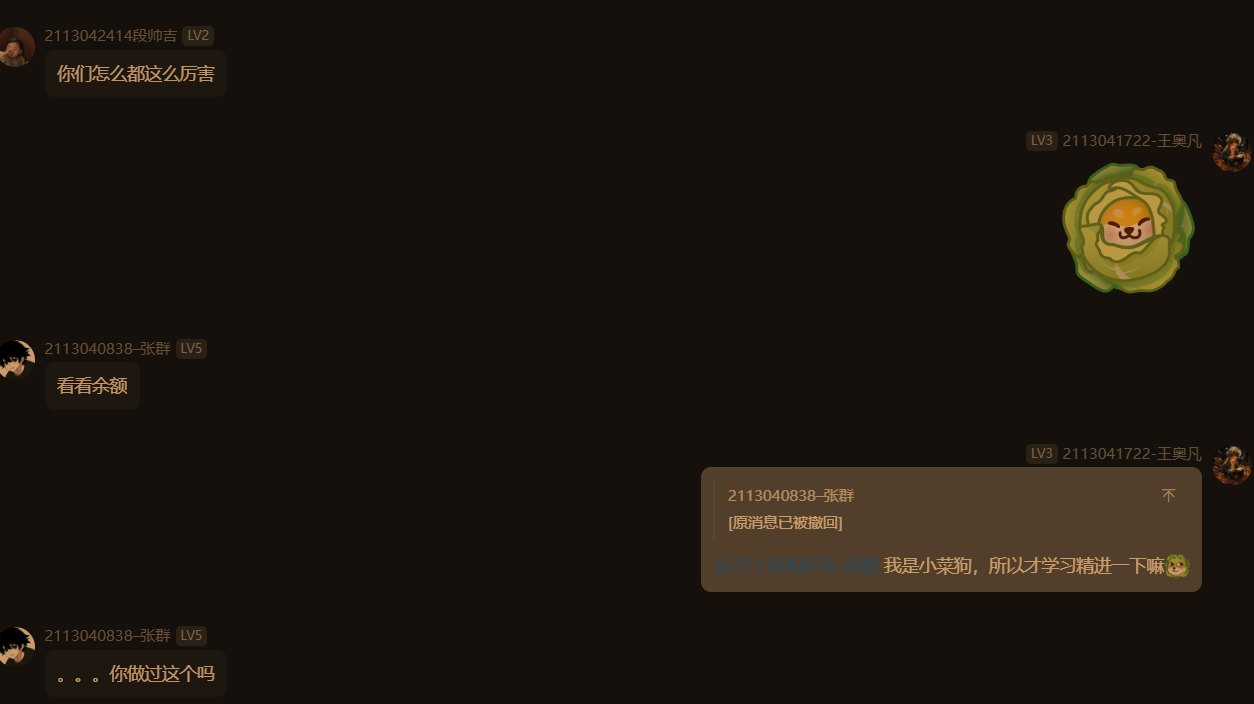 2113042414段帅吉 LV2
你们怎么都这么厉害
LV3 2113041722-王奥凡
2113040838–张群 LV5
看看余额
LV3 2113041722-王奥凡
2113040838–张群
[原消息已被撤回]
@2113040838–张群 我是小菜狗，所以才学习精进一下嘛
2113040838–张群 LV5
。。。你做过这个吗